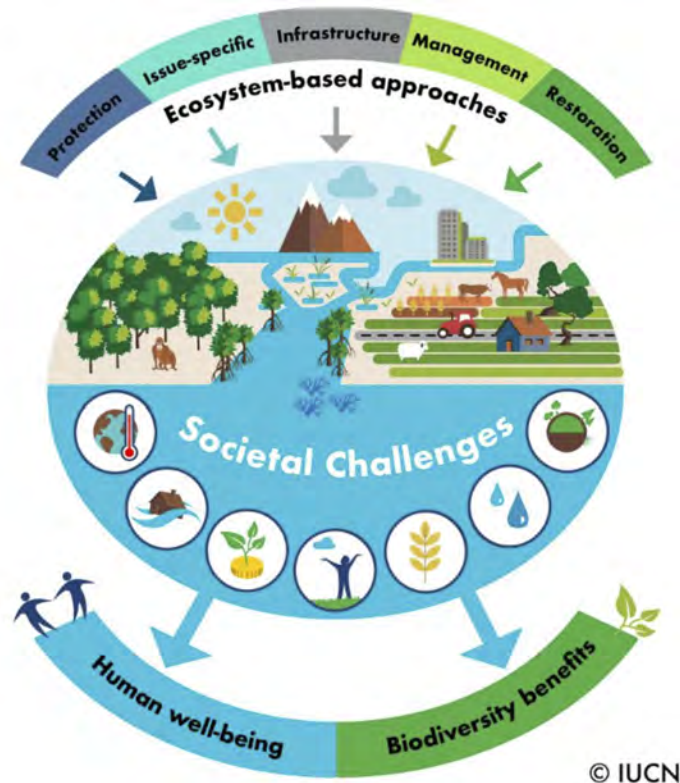 Protection
Issue-specific
Infrastructure
Management
Restoration
Ecosystem-based approaches
Societal Challenges
Human well-being
Biodiversity benefits
© IUCN